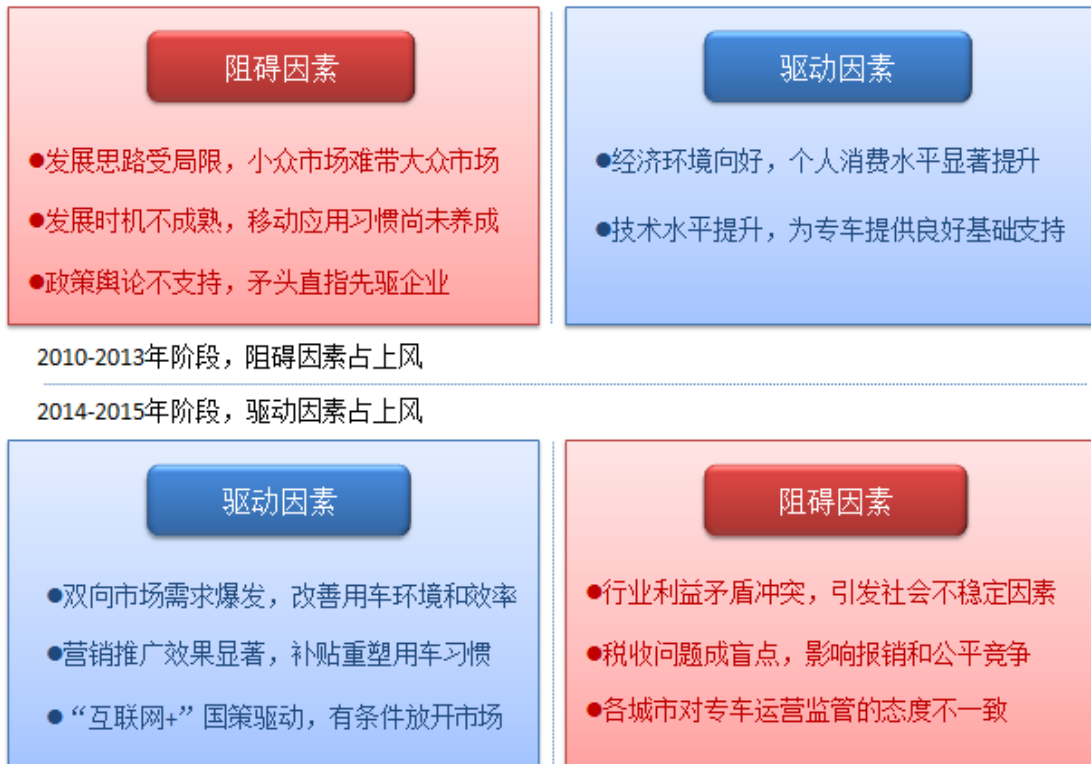 阻碍因素
●发展思路受局限，小众市场难带大众市场
●发展时机不成熟，移动应用习惯尚未养成
●政策舆论不支持，矛头直指先驱企业
驱动因素
●经济环境向好，个人消费水平显著提升
●技术水平提升，为专车提供良好基础支持
2010-2013年阶段，阻碍因素占上风
2014-2015年阶段，驱动因素占上风
驱动因素
●双向市场需求爆发，改善用车环境和效率
●营销推广效果显著，补贴重塑用车习惯
●“互联网+”国策驱动，有条件放开市场
阻碍因素
●行业利益矛盾冲突，引发社会不稳定因素
●税收问题成盲点，影响报销和公平竞争
●各城市对专车运营监管的态度不一致